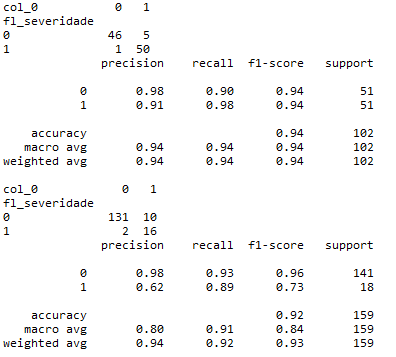 col_0 0 1
fl_severidade
0 46 5
1 1 50
precision recall f1-score support
0 0.98 0.90 0.94 51
1 0.91 0.98 0.94 51
accuracy 0.94 102
macro avg 0.94 0.94 0.94 102
weighted avg 0.94 0.94 0.94 102
col_0 0 1
fl_severidade
0 131 10
1 2 16
precision recall f1-score support
0 0.98 0.93 0.96 141
1 0.62 0.89 0.73 18
accuracy 0.92 159
macro avg 0.80 0.91 0.84 159
weighted avg 0.94 0.92 0.93 159